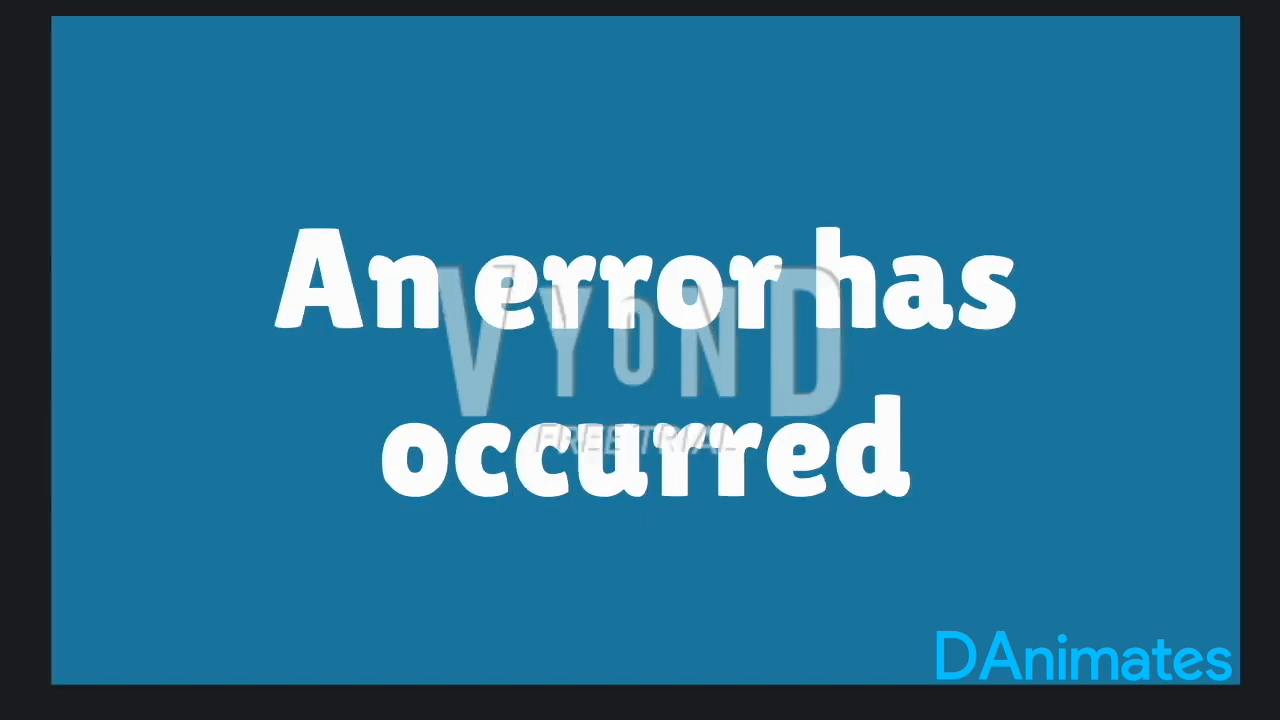 An error has
VYOND
FREE TRIAL
occurred
DAnimates